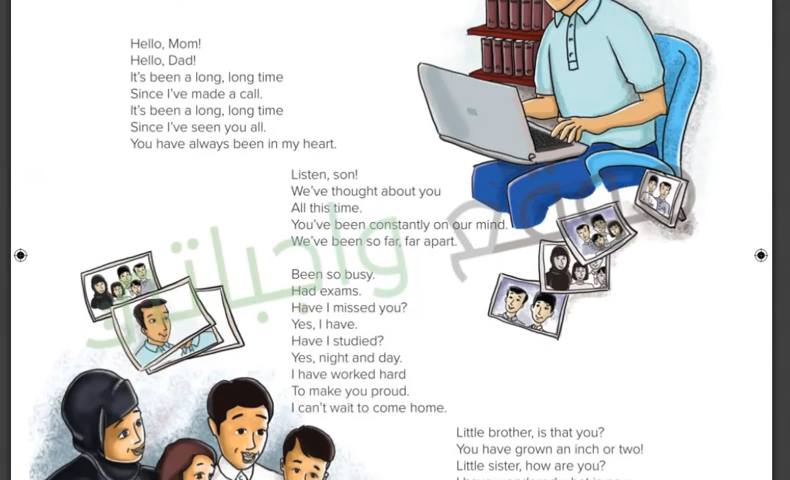 Hello, Mom!
Hello, Dad!
It's been a long, long time
Since I've made a call.
It's been a long, long time
Since I've seen you all.
You have always been in my heart.
Listen, son!
We've thought about you
All this time.
You've been constantly on our mind.
We've been so far, far apart.
Been so busy.
Had exams.
Have I missed you?
Yes, I have.
Have I studied?
Yes, night and day.
I have worked hard
To make you proud.
I can't wait to come home.
Little brother, is that you?
You have grown an inch or two!
Little sister, how are you?
موقع واجباتي